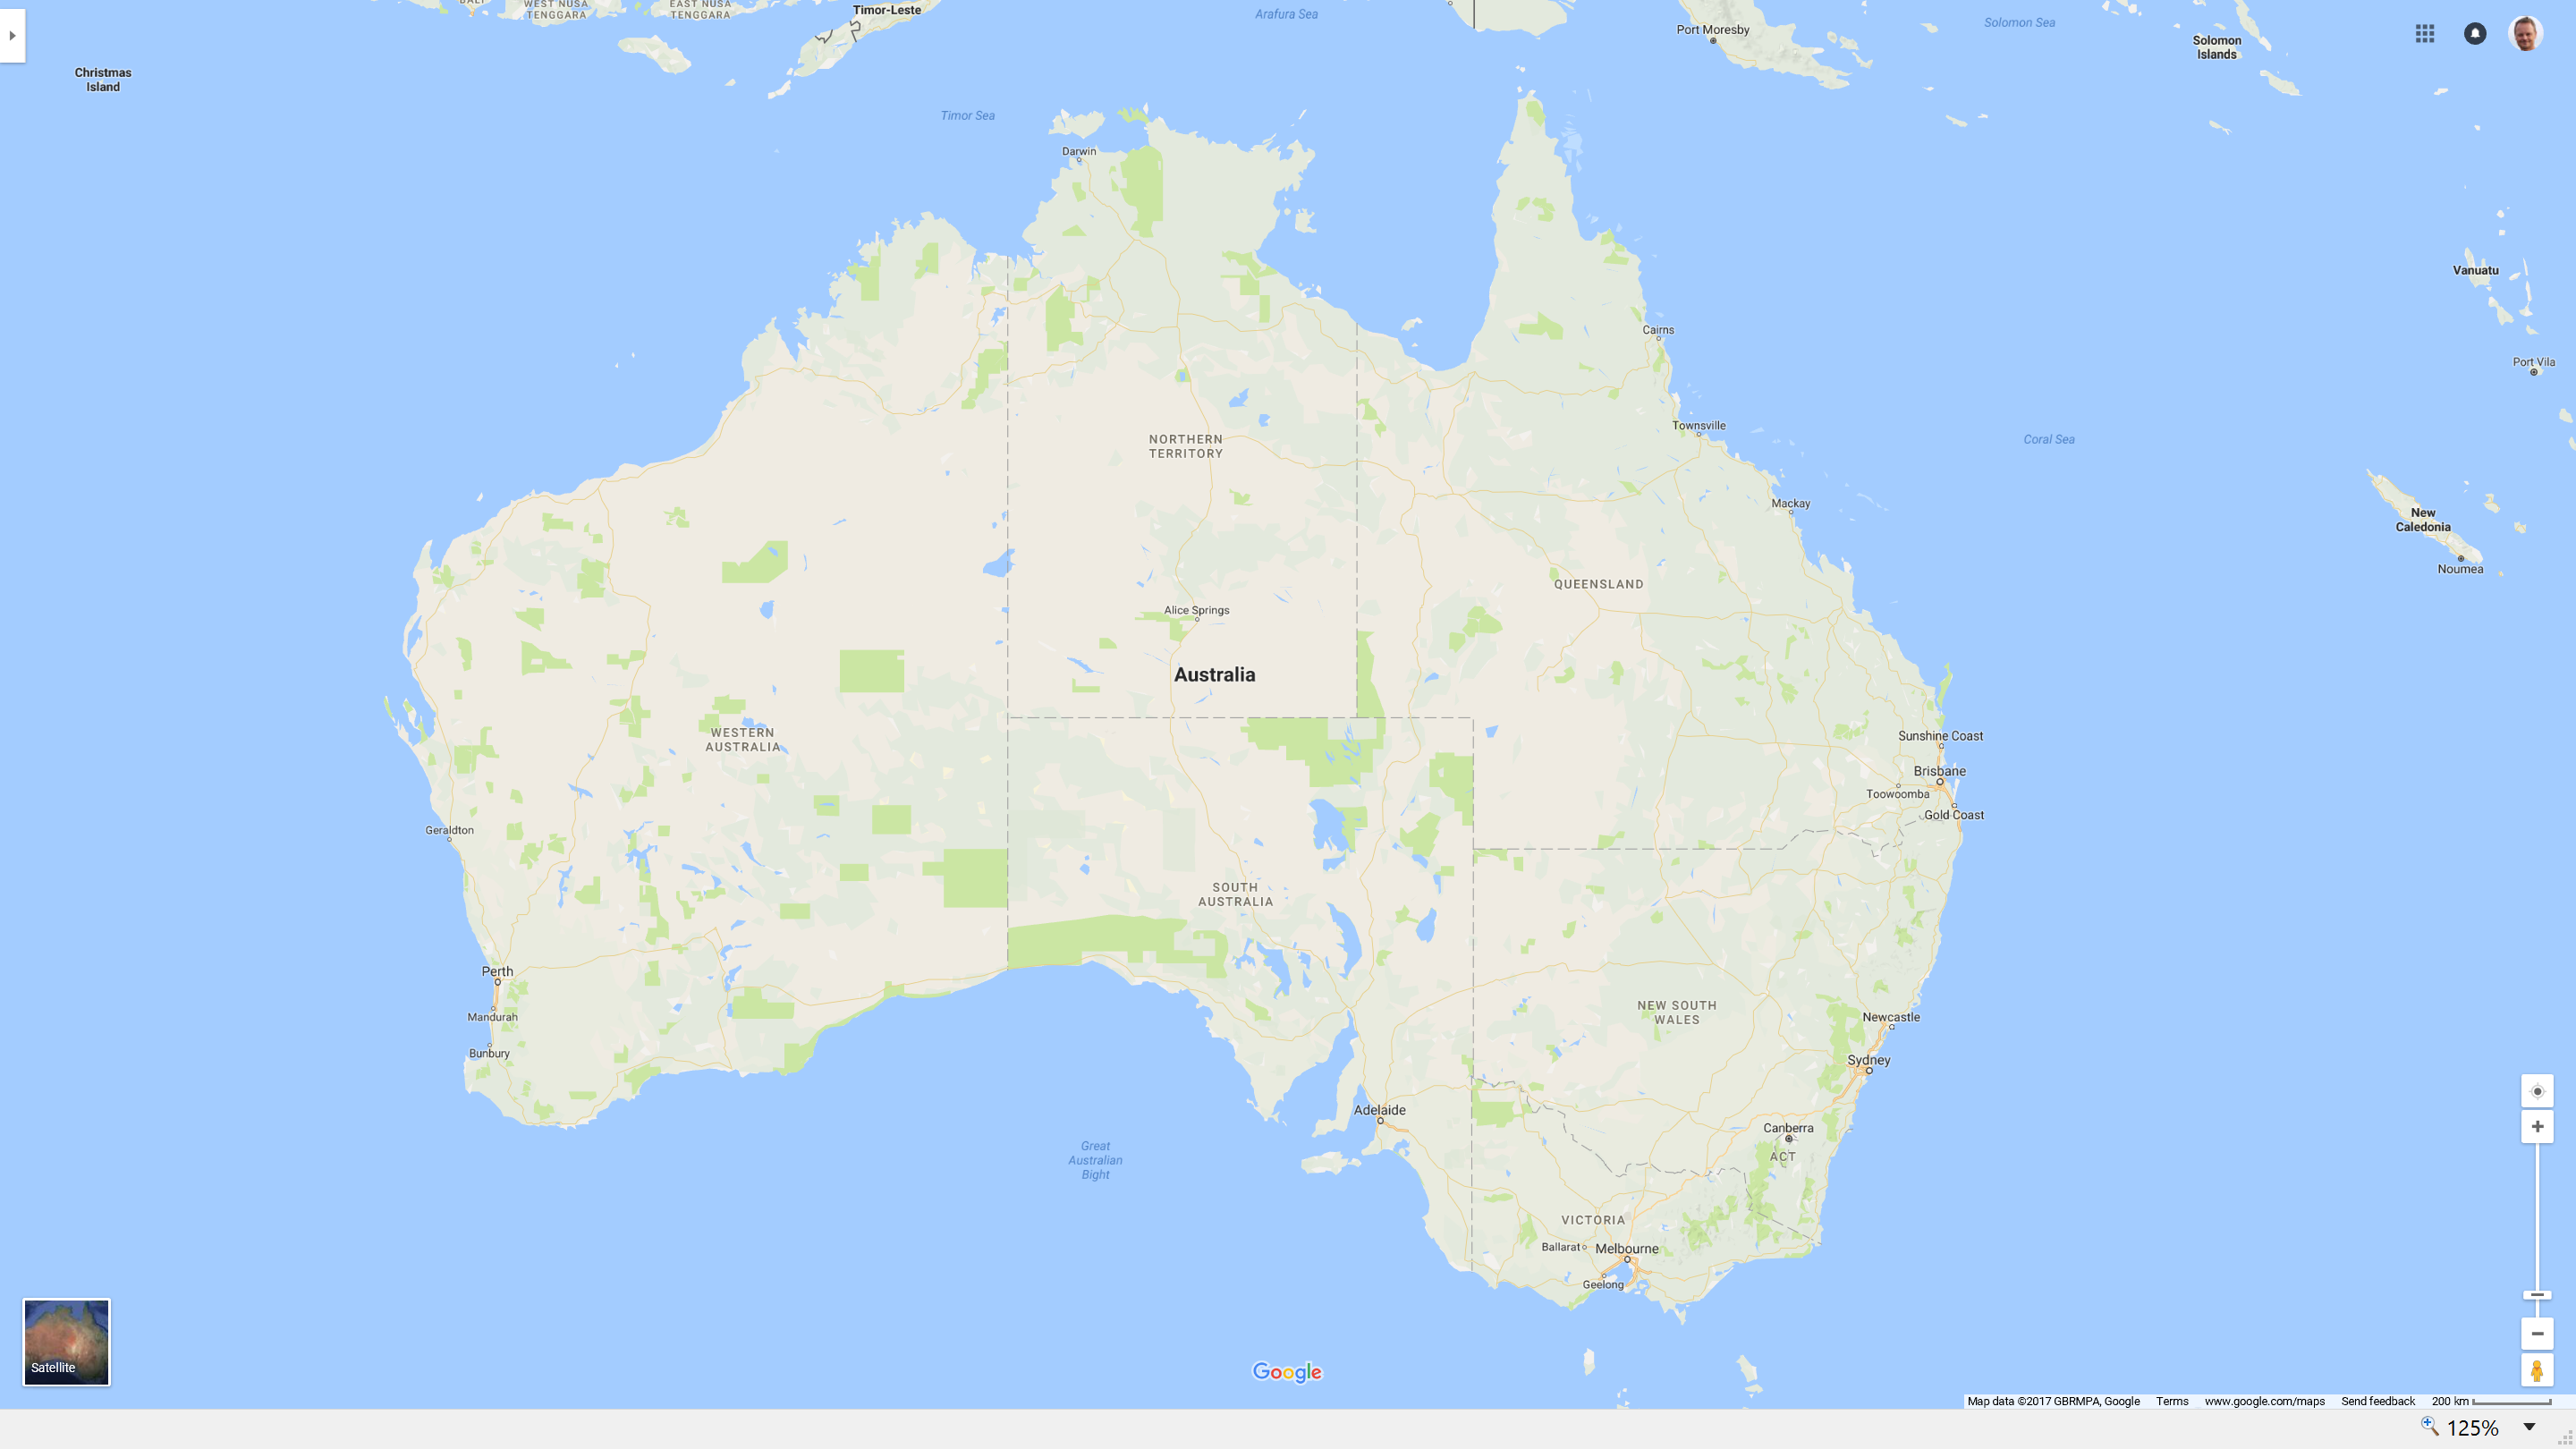 BALI
WEST NUSA
TENGGARA
EAST NUSA
TENGGARA
Timor-Leste
Arafura Sea
Port Moresby
Solomon Sea
Solomon
Islands
Christmas
Island
Timor Sea
Darwin
Vanuatu
Cairns
Port Vila
Townsville
Coral Sea
NORTHERN
TERRITORY
Mackay
New
Caledonia
Noumea
QUEENSLAND
Alice Springs
Australia
WESTERN
AUSTRALIA
Sunshine Coast
Brisbane
Toowoomba
Gold Coast
Geraldton
SOUTH
AUSTRALIA
Perth
Mandurah
Bunbury
NEW SOUTH
WALES
Newcastle
Sydney
Adelaide
Canberra
ACT
Great
Australian
Bight
VICTORIA
Ballarat
Melbourne
Geelong
Satellite
Google
Map data ©2017 GBRMPA, Google Terms www.google.com/maps Send feedback 200 km
125%